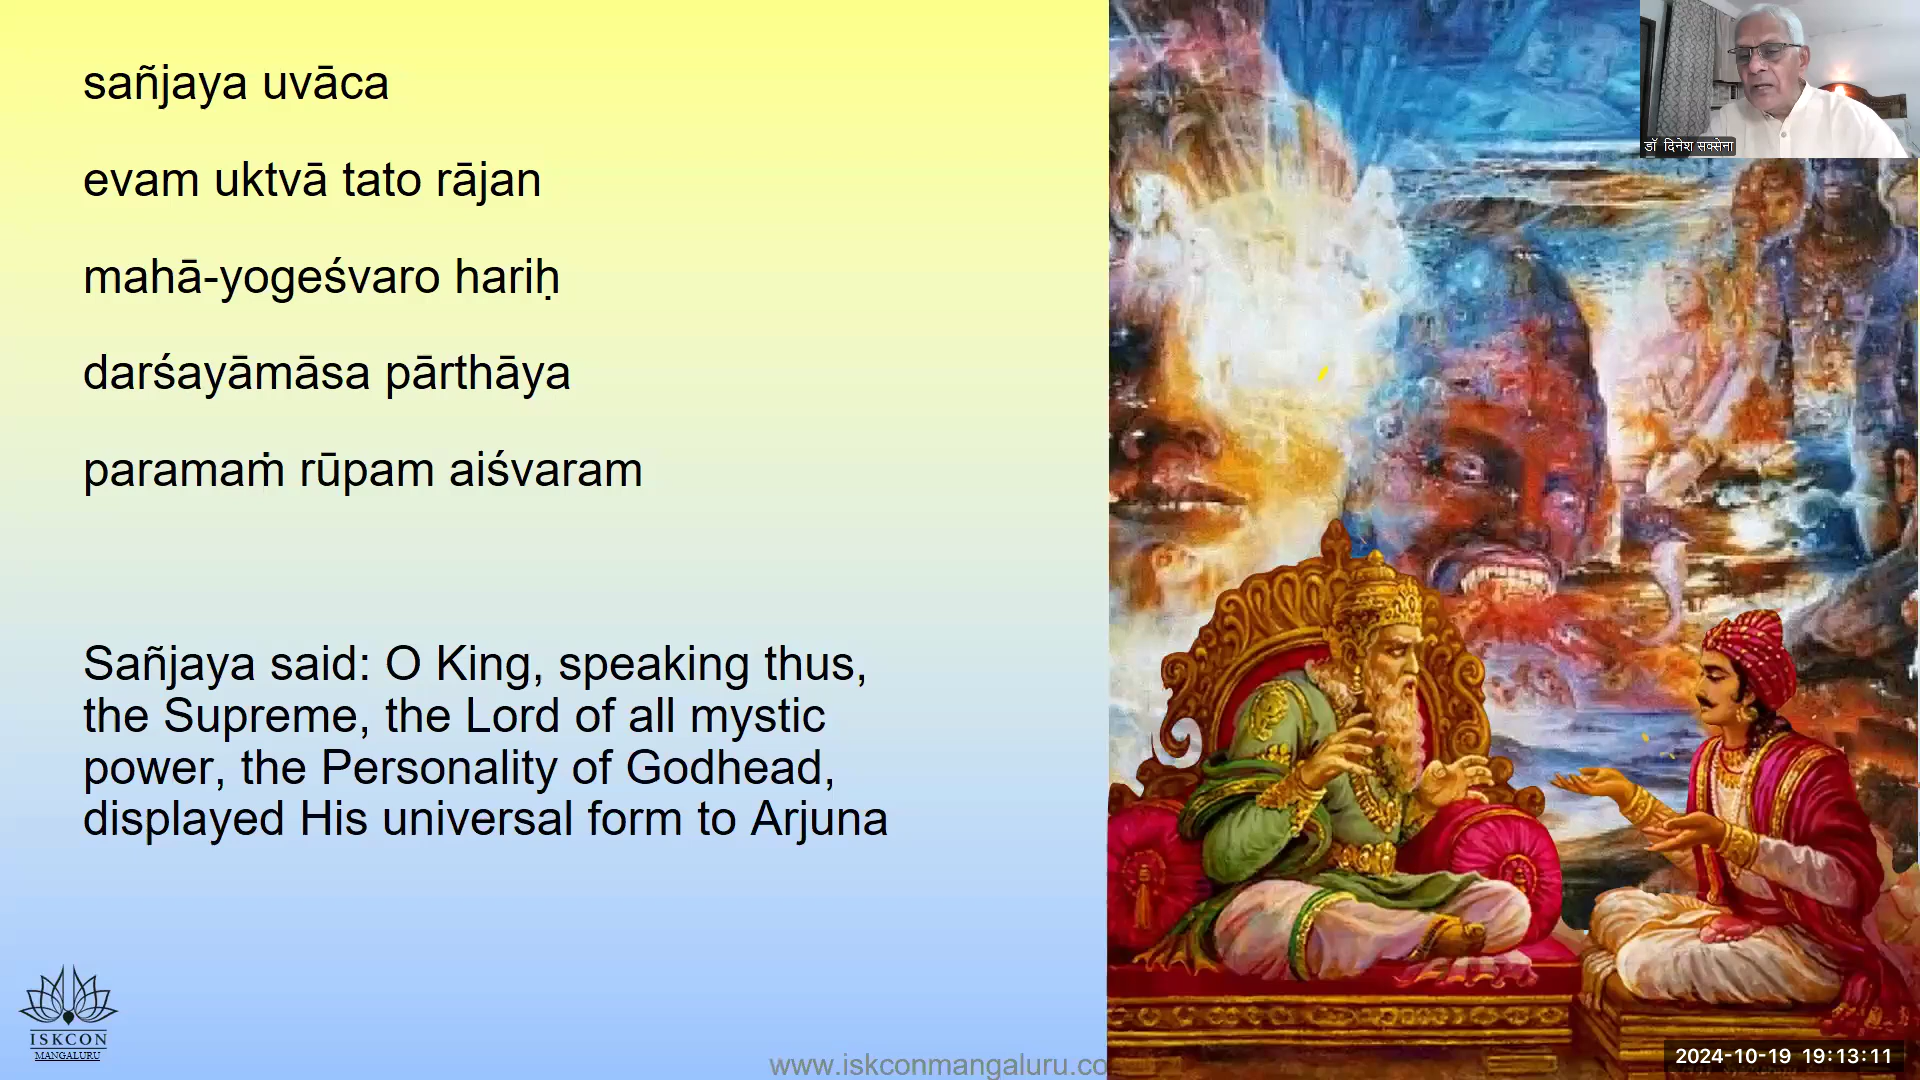 sañjaya uvāca
evam uktvā tato rājan
mahā-yogeśvaro hariḥ
darśayāmāsa pārthāya
paramaṁ rūpam aiśvaram
Sañjaya said: O King, speaking thus,
the Supreme, the Lord of all mystic
power, the Personality of Godhead,
displayed His universal form to Arjuna
डॉ दिनेश सक्सेना
ISKCON
MANGALURU
www.iskconmangaluru.co
2024-10-19 19:13:11